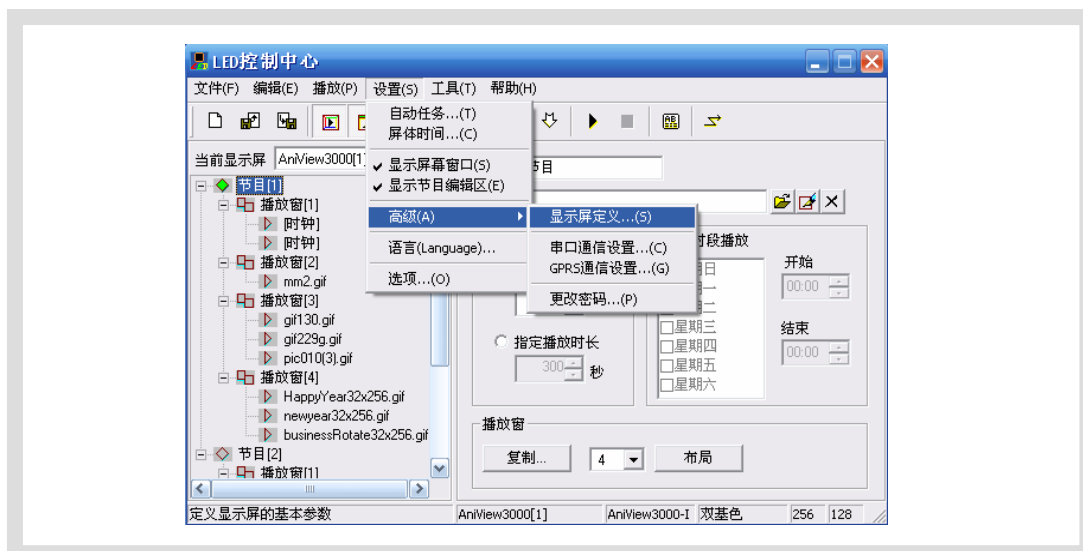 LED控制中心
文件(F) 编辑(E) 播放(P) 设置(S) 工具(T) 帮助(H)
自动任务...(T)
屏体时间...(C)
当前显示屏 AniView3000[1]
显示屏幕窗口(S)
节目
显示节目编辑区(E)
节目[1]
播放窗[1]
高级(A)
显示屏定义...(S)
[时钟]
时段播放
[时钟]
语言(Language)...
串口通信设置...(C)
日
开始
播放窗[2]
GPRS通信设置...(G)
一
00:00
mm2.gif
选项...(O)
播放窗[3]
更改密码...(P)
二
gif130.gif
星期三
结束
gif229g.gif
指定播放时长
星期四
00:00
pic010(3).gif
300 秒
星期五
播放窗[4]
星期六
HappyYear32x256.gif
newyear32x256.gif
播放窗
businessRotate32x256.gif
节目[2]
复制... 4 布局
播放窗[1]
定义显示屏的基本参数 AniView3000[1] AniView3000-I 双基色 256 128